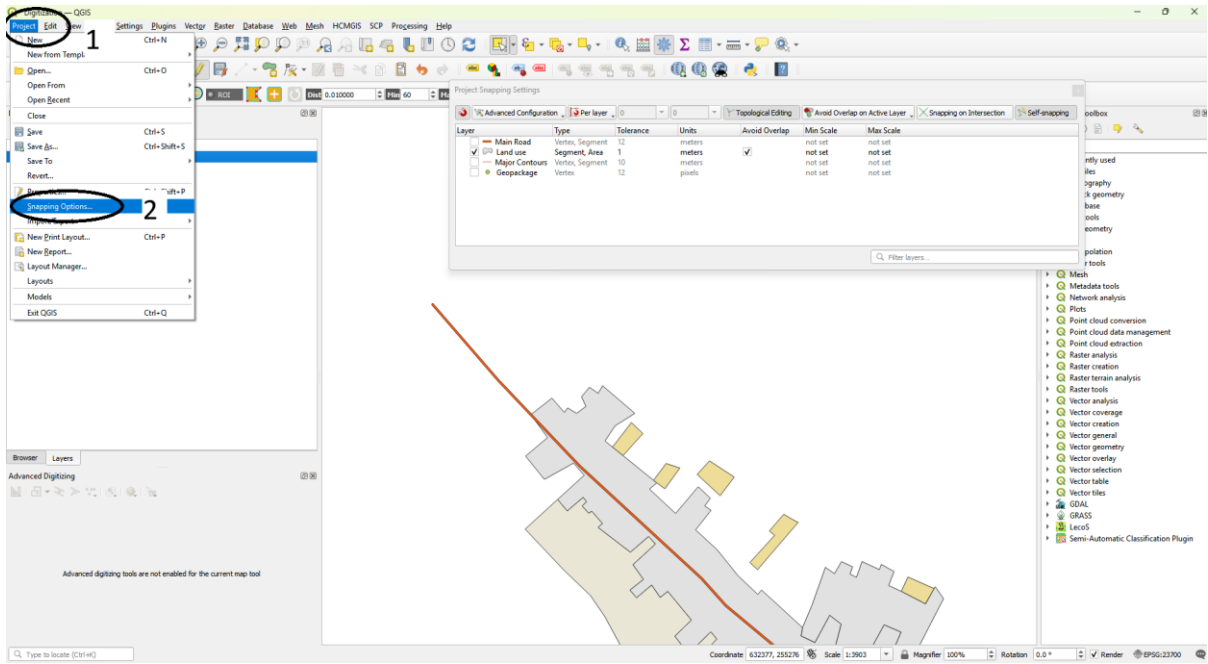 Digitization — QGIS
Project Edit View Settings Plugins Vector Raster Database Web Mesh HCMGIS SCP Processing Help
1
New Ctrl+N
New from Templ
Open... Ctrl+O
Open From
Open Recent
Close
Save Ctrl+S
Save As... Ctrl+Shift+S
Save To
Revert...
Snapping Options...
2
New Print Layout... Ctrl+P
New Report...
Layout Manager...
Layouts
Models
Exit QGIS Ctrl+Q
ROI Dist 0.010000 Min 60
Project Snapping Settings
Advanced Configuration Per layer 0 0 Topological Editing Avoid Overlap on Active Layer Snapping on Intersection Self-snapping
Layer Type Tolerance Units Avoid Overlap Min Scale Max Scale
Main Road Vertex, Segment 12 meters not set not set
Land use Segment, Area 1 meters not set not set
Major Contours Vertex, Segment 10 meters not set not set
Geopackage Vertex 12 pixels not set not set
Filter layers...
Mesh
Metadata tools
Network analysis
Plots
Point cloud conversion
Point cloud data management
Point cloud extraction
Raster analysis
Raster creation
Raster terrain analysis
Raster tools
Vector analysis
Vector coverage
Vector creation
Vector general
Vector geometry
Vector overlay
Vector selection
Vector table
Vector tiles
GDAL
GRASS
LecoS
Semi-Automatic Classification Plugin
Browser Layers
Advanced Digitizing
Advanced digitizing tools are not enabled for the current map tool
Type to locate (Ctrl+K)
Coordinate 632377, 255276 Scale 1:3903 Magnifier 100% Rotation 0.0 ° Render EPSG:23700